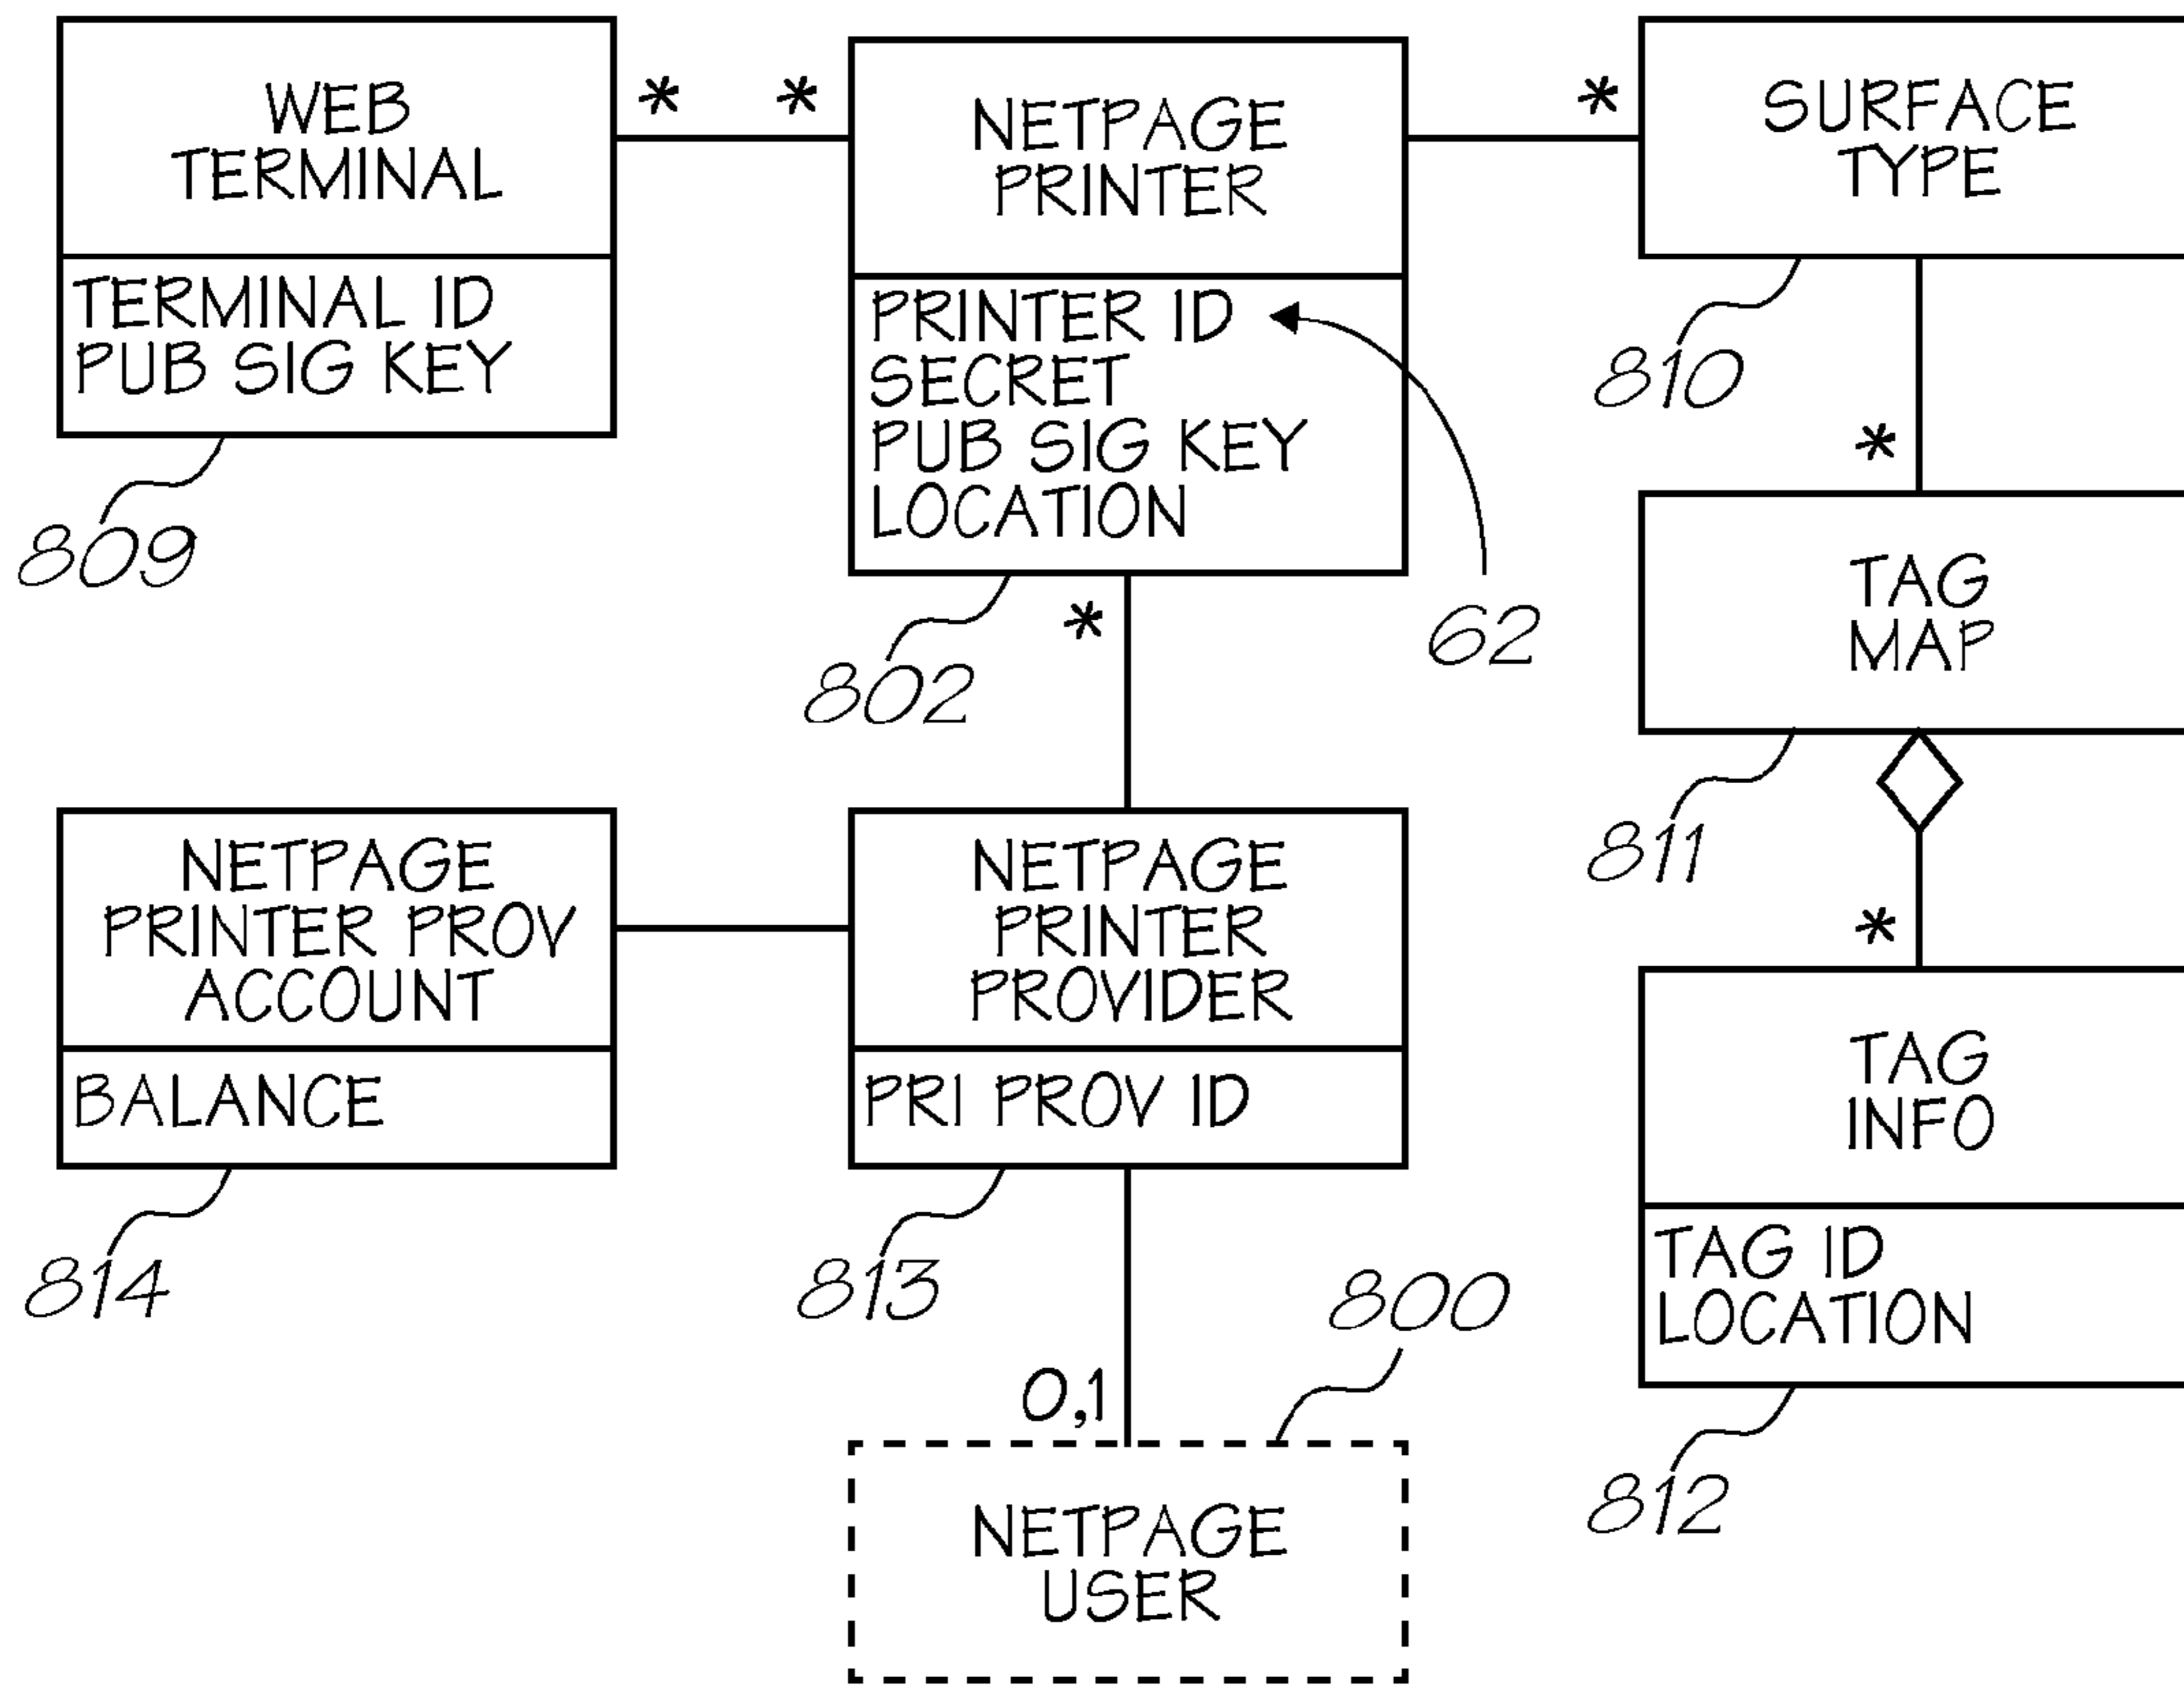 WEB
TERMINAL
TERMINAL ID
PUB SIG KEY
809
* *
NETPAGE
PRINTER
PRINTER ID
SECRET
PUB SIG KEY
LOCATION
802
62
*
*
SURFACE
TYPE
810
*
TAG
MAP
811
*
NETPAGE
PRINTER PROV
ACCOUNT
BALANCE
814
NETPAGE
PRINTER
PROVIDER
PRI PROV ID
813
800
0,1
NETPAGE
USER
TAG
INFO
TAG ID
LOCATION
812